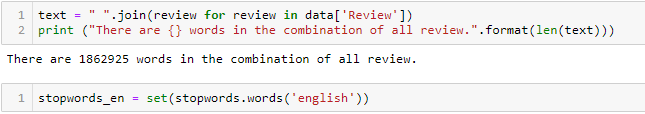 1 text = " ".join(review for review in data['Review'])
2 print ("There are {} words in the combination of all review.".format(len(text)))
There are 1862925 words in the combination of all review.
1 stopwords_en = set(stopwords.words('english'))